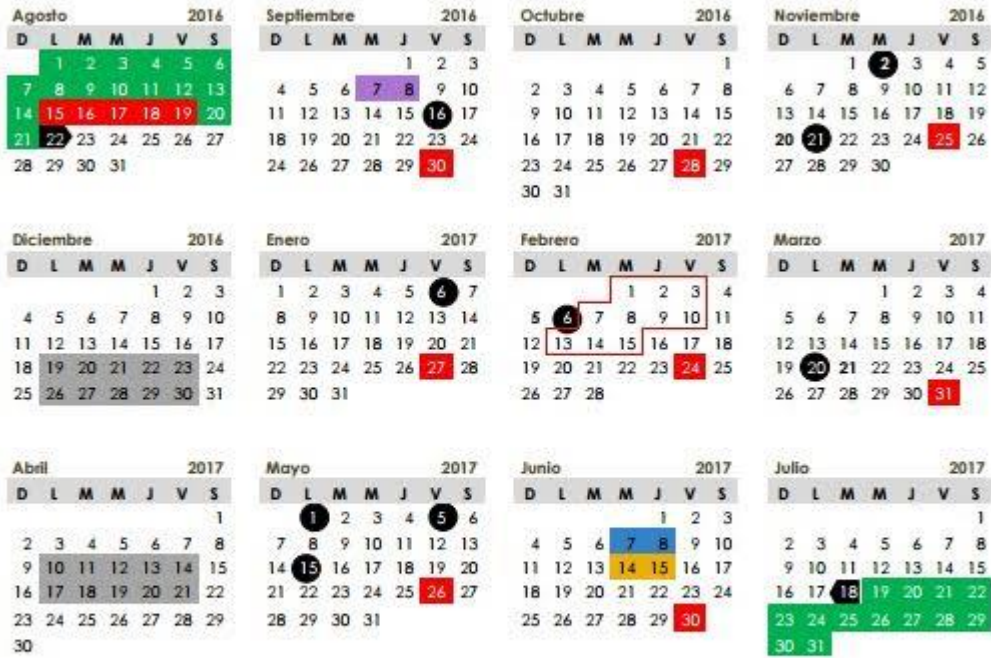 Agosto 2016
D L M M J V S
1 2 3 4 5 6
7 8 9 10 11 12 13
14 15 16 17 18 19 20
21 22 23 24 25 26 27
28 29 30 31
Septiembre 2016
D L M M J V S
1 2 3
4 5 6 7 8 9 10
11 12 13 14 15 16 17
18 19 20 21 22 23 24
24 26 27 28 29 30
Octubre 2016
D L M M J V S
1
2 3 4 5 6 7 8
9 10 11 12 13 14 15
16 17 18 19 20 21 22
23 24 25 26 27 28 29
30 31
Noviembre 2016
D L M M J V S
1 2 3 4 5
6 7 8 9 10 11 12
13 14 15 16 17 18 19
20 21 22 23 24 25 26
27 28 29 30
Diciembre 2016
D L M M J V S
1 2 3
4 5 6 7 8 9 10
11 12 13 14 15 16 17
18 19 20 21 22 23 24
25 26 27 28 29 30 31
Enero 2017
D L M M J V S
1 2 3 4 5 6 7
8 9 10 11 12 13 14
15 16 17 18 19 20 21
22 23 24 25 26 27 28
29 30 31
Febrero 2017
D L M M J V S
1 2 3 4
5 6 7 8 9 10 11
12 13 14 15 16 17 18
19 20 21 22 23 24 25
26 27 28
Marzo 2017
D L M M J V S
1 2 3 4
5 6 7 8 9 10 11
12 13 14 15 16 17 18
19 20 21 22 23 24 25
26 27 28 29 30 31
Abril 2017
D L M M J V S
1
2 3 4 5 6 7 8
9 10 11 12 13 14 15
16 17 18 19 20 21 22
23 24 25 26 27 28 29
30
Mayo 2017
D L M M J V S
1 2 3 4 5 6
7 8 9 10 11 12 13
14 15 16 17 18 19 20
21 22 23 24 25 26 27
28 29 30 31
Junio 2017
D L M M J V S
1 2 3
4 5 6 7 8 9 10
11 12 13 14 15 16 17
18 19 20 21 22 23 24
25 26 27 28 29 30
Julio 2017
D L M M J V S
1
2 3 4 5 6 7 8
9 10 11 12 13 14 15
16 17 18 19 20 21 22
23 24 25 26 27 28 29
30 31